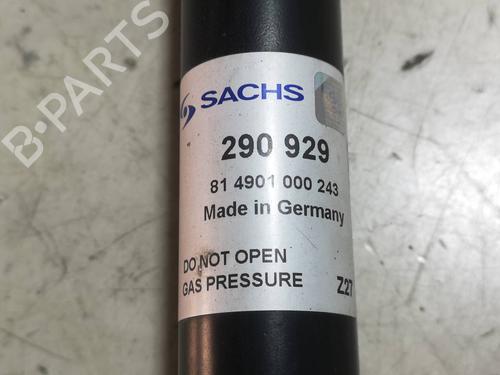 B-PARTS
SACHS
290 929
81 4901 000 243
Made in Germany
DO NOT OPEN
GAS PRESSURE
Z27